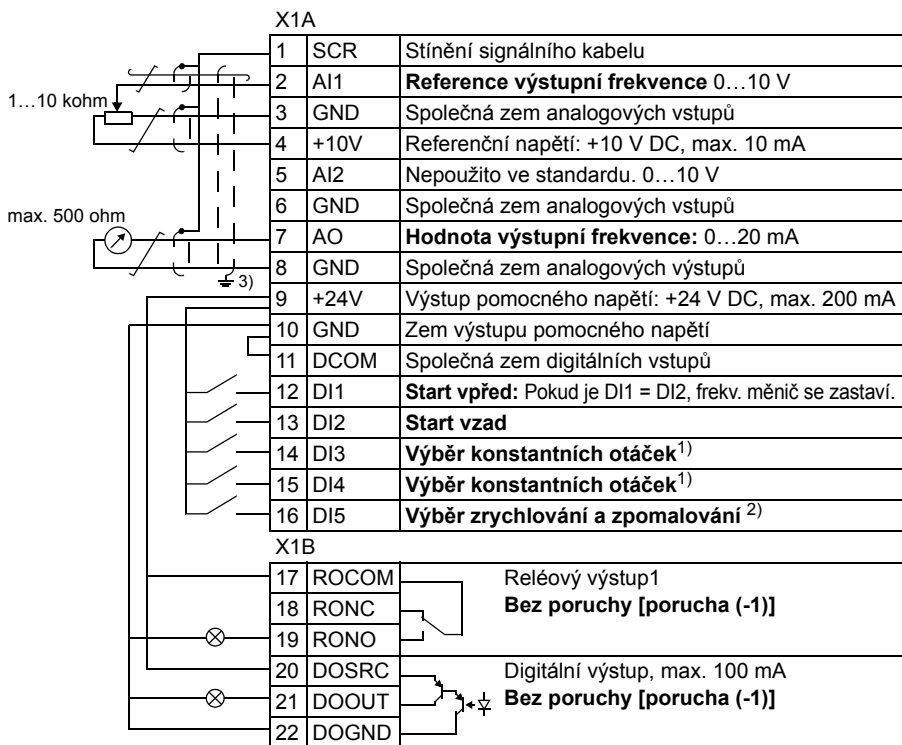 X1A
1 SCR Stínění signálního kabelu
2 AI1 Reference výstupní frekvence 0…10 V
1…10 kohm
3 GND Společná zem analogových vstupů
4 +10V Referenční napětí: +10 V DC, max. 10 mA
5 AI2 Nepoužito ve standardu. 0…10 V
6 GND Společná zem analogových vstupů
max. 500 ohm
7 AO Hodnota výstupní frekvence: 0…20 mA
8 GND Společná zem analogových výstupů
3)
9 +24V Výstup pomocného napětí: +24 V DC, max. 200 mA
10 GND Zem výstupu pomocného napětí
11 DCOM Společná zem digitálních vstupů
12 DI1 Start vpřed: Pokud je DI1 = DI2, frekv. měnič se zastaví.
13 DI2 Start vzad
14 DI3 Výběr konstantních otáček1)
15 DI4 Výběr konstantních otáček1)
16 DI5 Výběr zrychlování a zpomalování 2)
X1B
17 ROCOM Reléový výstup1
18 RONC Bez poruchy [porucha (-1)]
19 RONO
20 DOSRC Digitální výstup, max. 100 mA
21 DOOUT Bez poruchy [porucha (-1)]
22 DOGND